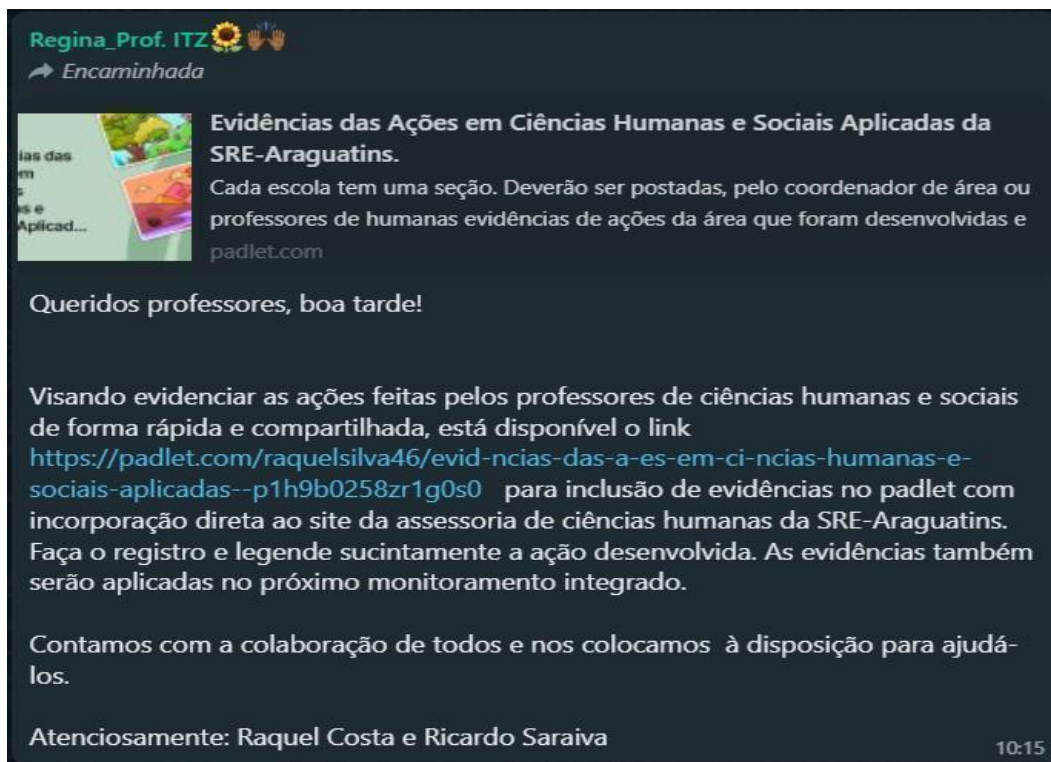 Regina_Prof. ITZ🌻🙌🏾
Encaminhada
ias das
em
s
s e
Aplicad...
Evidências das Ações em Ciências Humanas e Sociais Aplicadas da
SRE-Araguatins.
Cada escola tem uma seção. Deverão ser postadas, pelo coordenador de área ou
professores de humanas evidências de ações da área que foram desenvolvidas e
padlet.com
Queridos professores, boa tarde!
Visando evidenciar as ações feitas pelos professores de ciências humanas e sociais
de forma rápida e compartilhada, está disponível o link
https://padlet.com/raquelsilva46/evid-ncias-das-a-es-em-ci-ncias-humanas-e-
sociais-aplicadas--p1h9b0258zr1g0s0 para inclusão de evidências no padlet com
incorporação direta ao site da assessoria de ciências humanas da SRE-Araguatins.
Faça o registro e legende sucintamente a ação desenvolvida. As evidências também
serão aplicadas no próximo monitoramento integrado.
Contamos com a colaboração de todos e nos colocamos à disposição para ajudá-
los.
Atenciosamente: Raquel Costa e Ricardo Saraiva
10:15